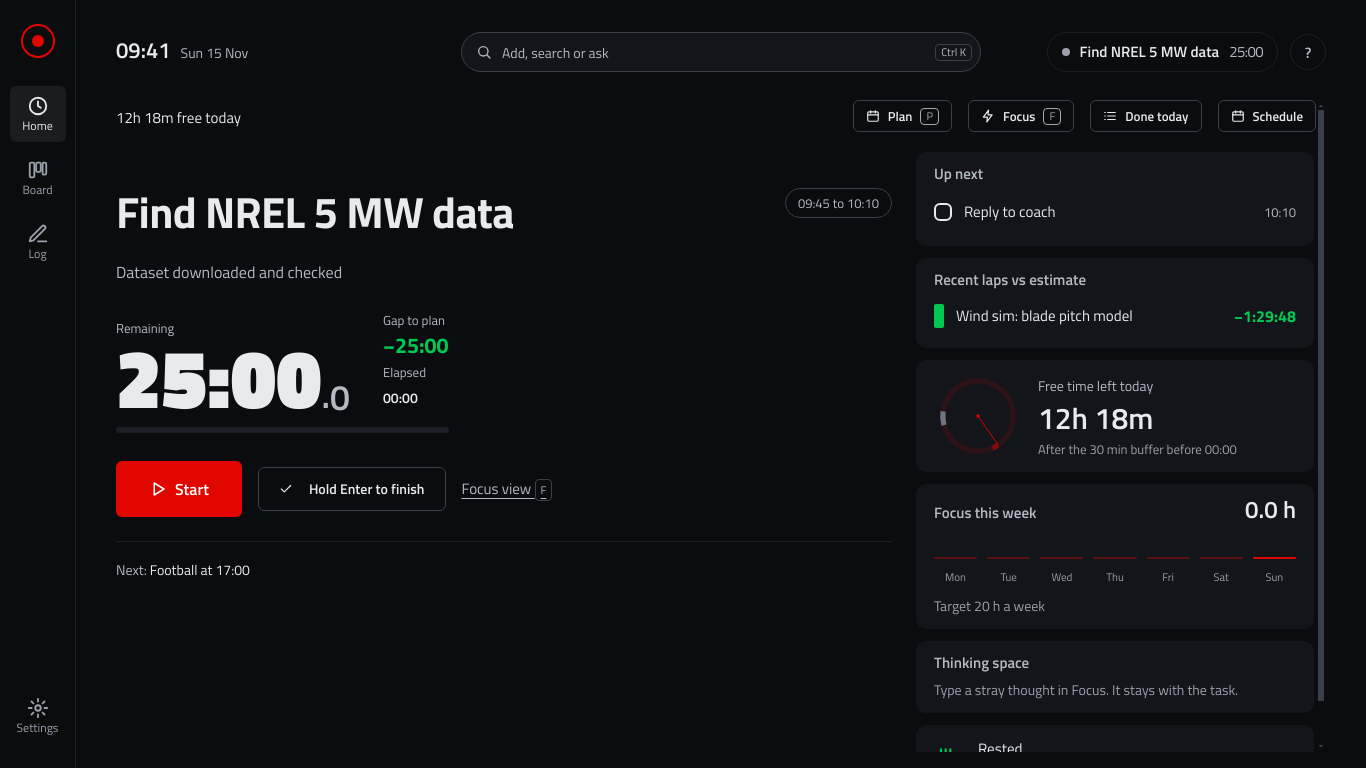 09:41 Sun 15 Nov
Add, search or ask
Ctrl K
Find NREL 5 MW data 25:00
?
Home
Board
Log
Settings
12h 18m free today
Plan P
Focus F
Done today
Schedule
Find NREL 5 MW data
09:45 to 10:10
Dataset downloaded and checked
Remaining
25:00.0
Gap to plan
−25:00
Elapsed
00:00
Start
Hold Enter to finish
Focus view F
Next: Football at 17:00
Up next
Reply to coach 10:10
Recent laps vs estimate
Wind sim: blade pitch model −1:29:48
Free time left today
12h 18m
After the 30 min buffer before 00:00
Focus this week 0.0 h
Mon Tue Wed Thu Fri Sat Sun
Target 20 h a week
Thinking space
Type a stray thought in Focus. It stays with the task.
Rested